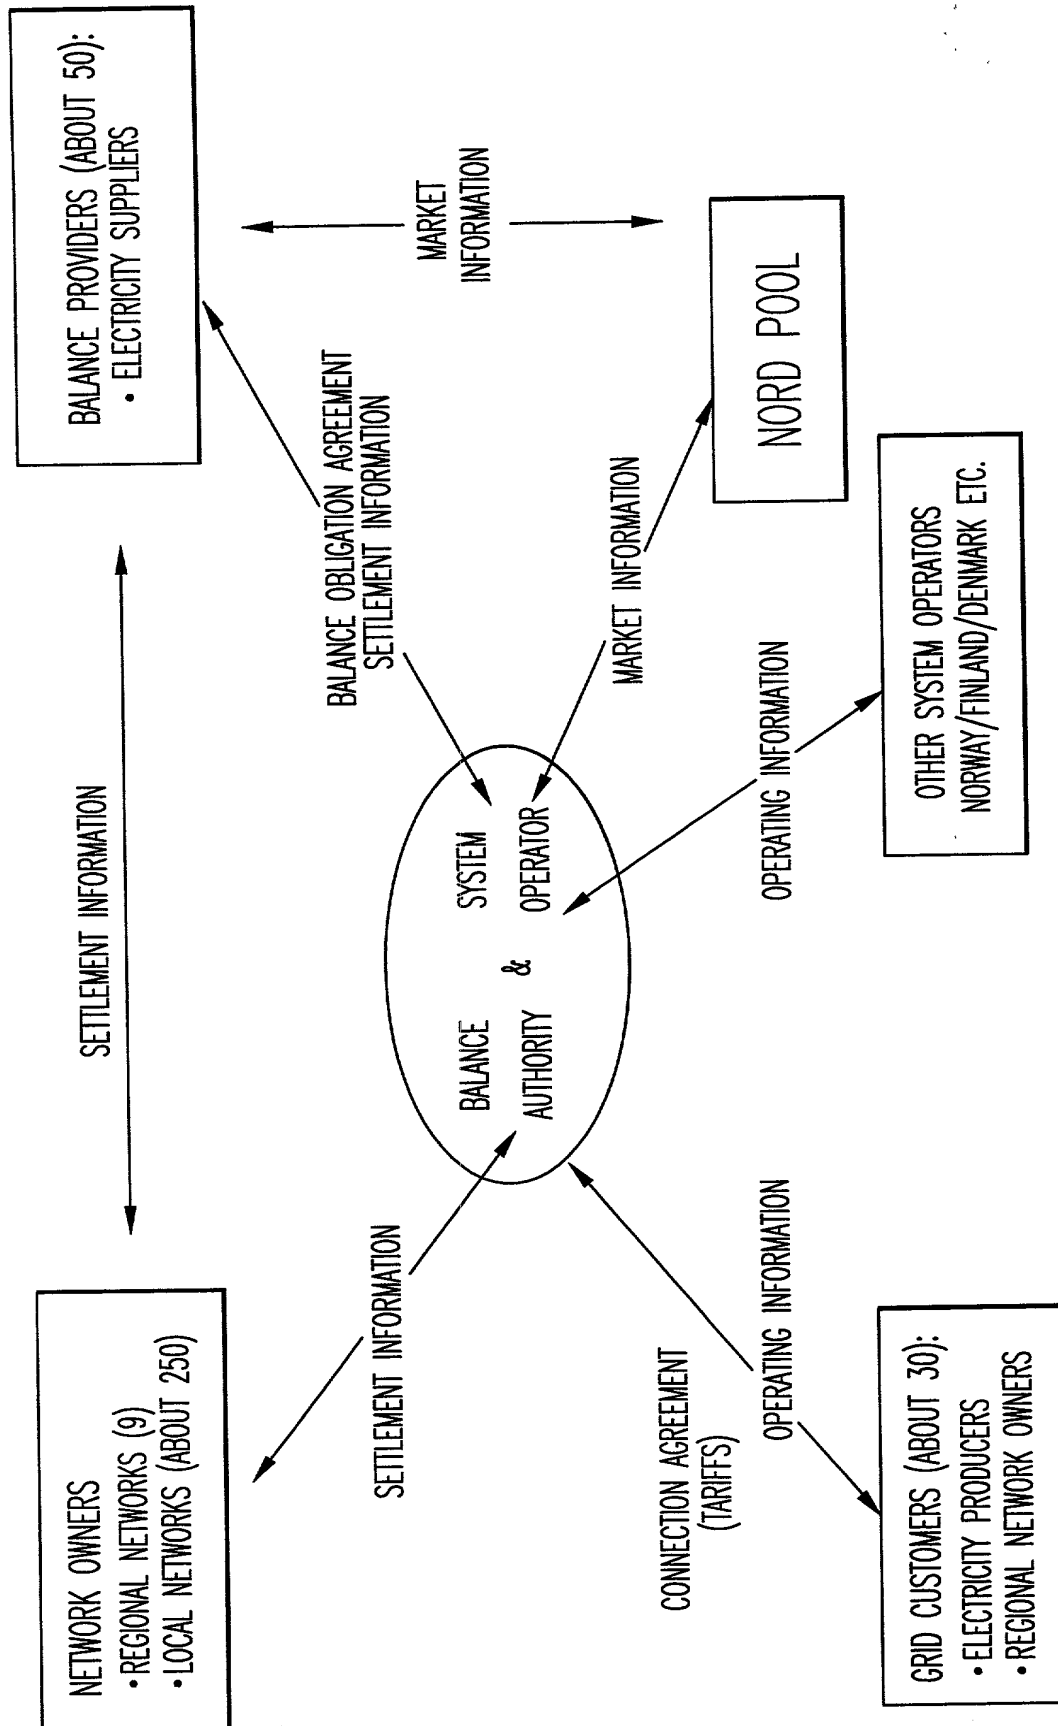 NETWORK OWNERS
• REGIONAL NETWORKS (9)
• LOCAL NETWORKS (ABOUT 250)
SETTLEMENT INFORMATION
BALANCE PROVIDERS (ABOUT 50):
• ELECTRICITY SUPPLIERS
SETTLEMENT INFORMATION
BALANCE OBLIGATION AGREEMENT
SETTLEMENT INFORMATION
MARKET
INFORMATION
BALANCE
AUTHORITY
&
SYSTEM
OPERATOR
MARKET INFORMATION
NORD POOL
CONNECTION AGREEMENT
(TARIFFS)
OPERATING INFORMATION
OPERATING INFORMATION
GRID CUSTOMERS (ABOUT 30):
• ELECTRICITY PRODUCERS
• REGIONAL NETWORK OWNERS
OTHER SYSTEM OPERATORS
NORWAY/FINLAND/DENMARK ETC.